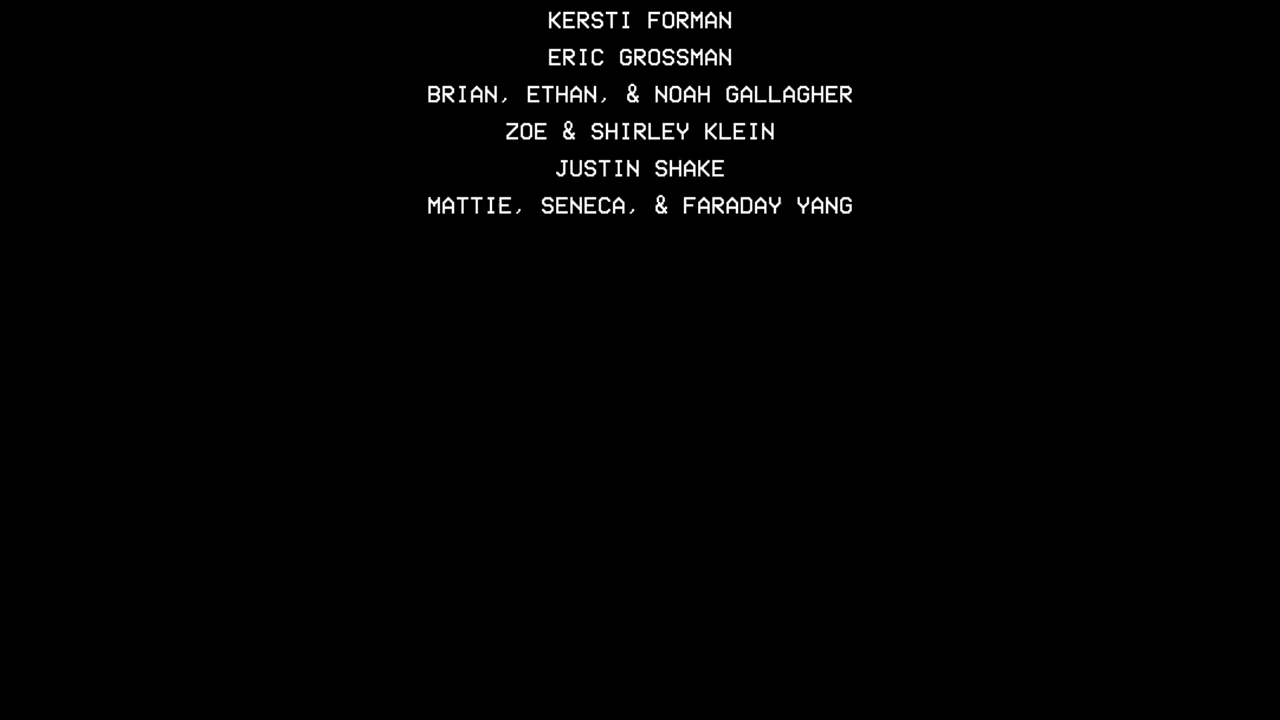 KERSTI FORMAN
ERIC GROSSMAN
BRIAN, ETHAN, & NOAH GALLAGHER
ZOE & SHIRLEY KLEIN
JUSTIN SHAKE
MATTIE, SENECA, & FARADAY YANG